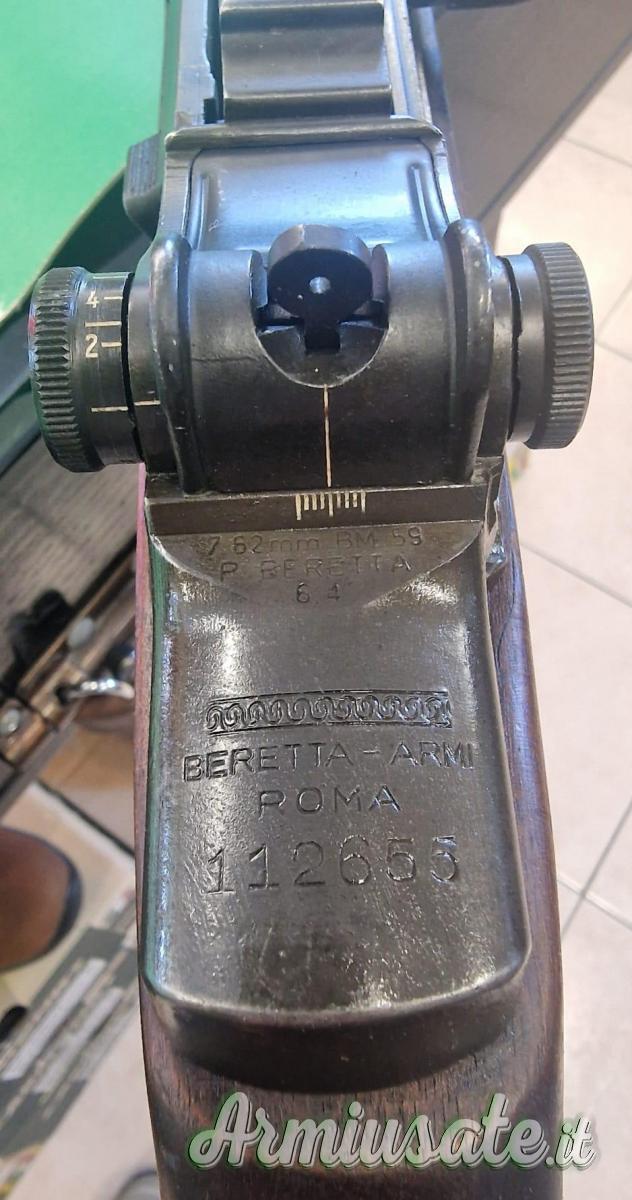 4
2
7 62mm BM 59
P. BERETTA
6 4
BERETTA-ARMI
ROMA
112655
Armiusate.it